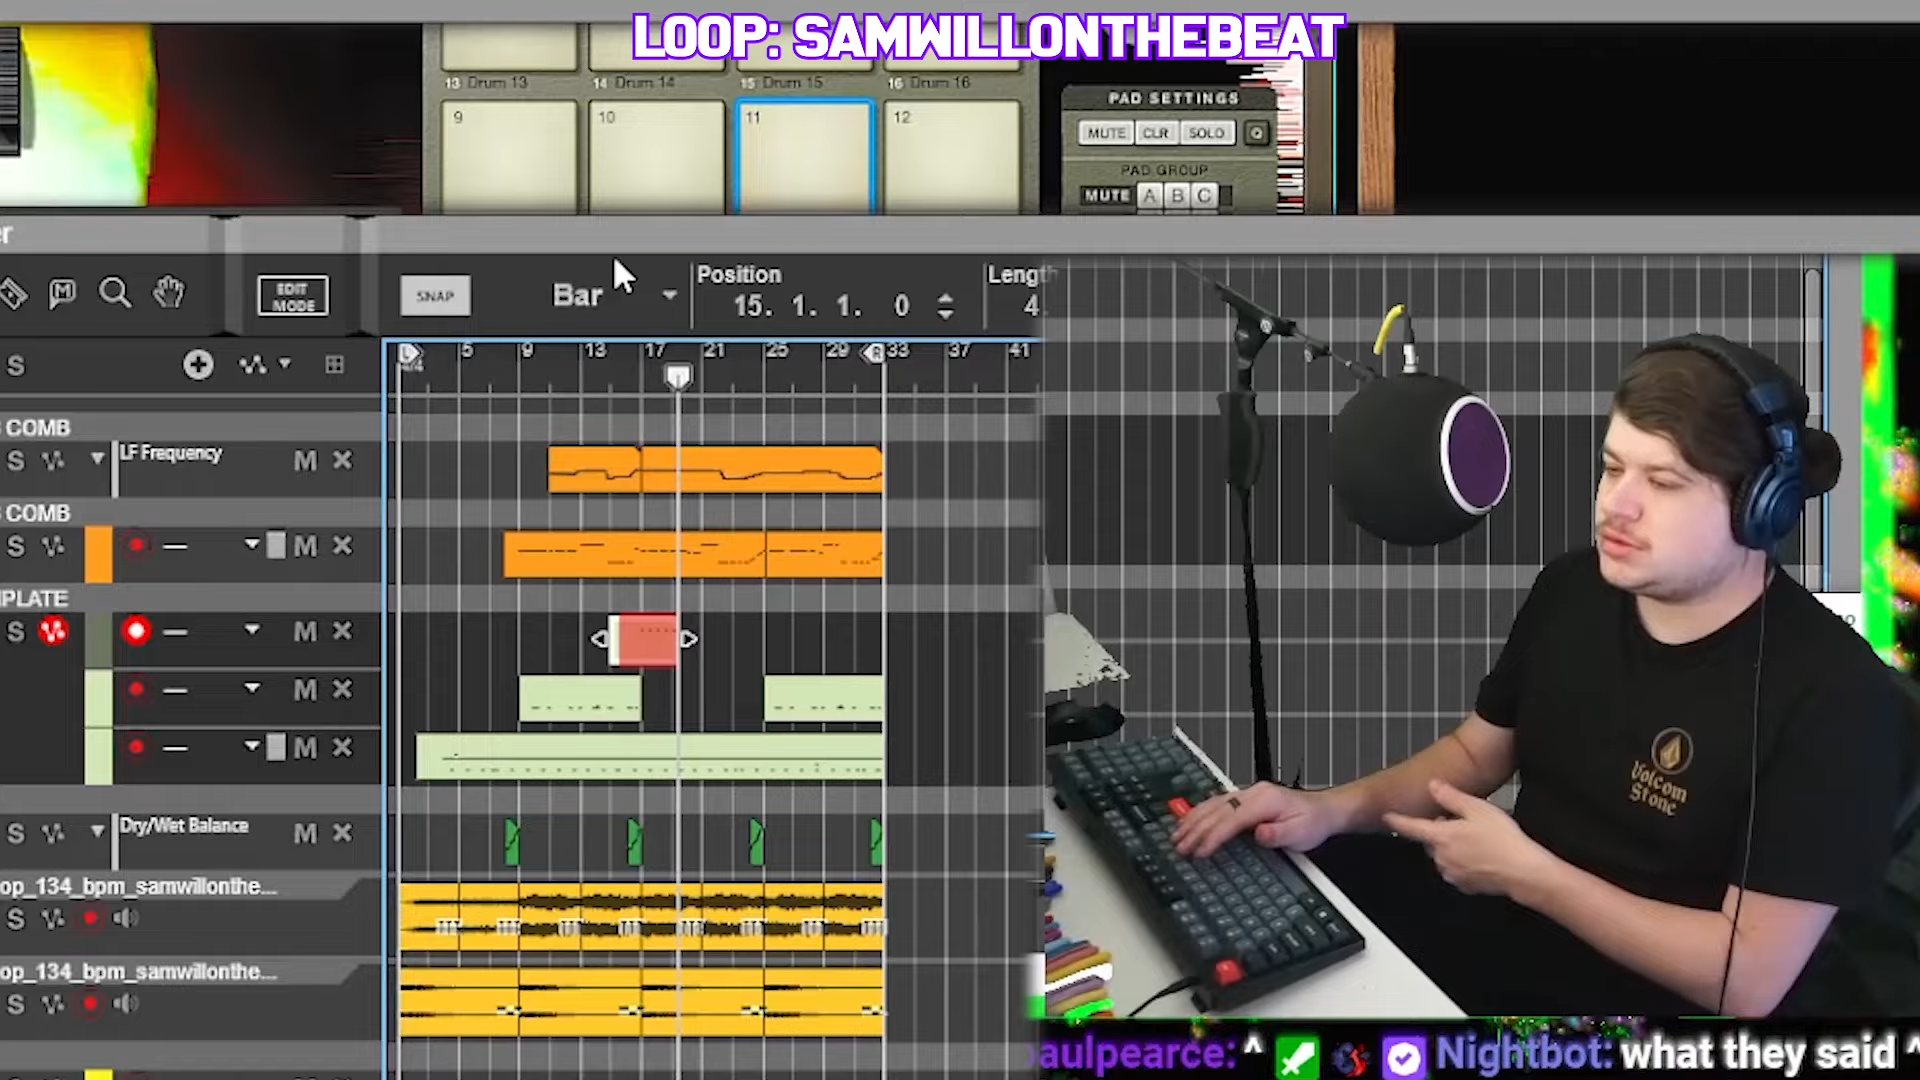 LOOP: SAMWILLONTHEBEAT
13 Drum 13
14 Drum 14
15 Drum 15
16 Drum 16
9
10
11
12
PAD SETTINGS
MUTE CLR SOLO
PAD GROUP
MUTE A B C
r
M
EDIT MODE
SNAP
Bar
Position
15. 1. 1. 0
Lengt
4
S
L 5 9 13 17 21 25 29 R 33 37 41
COMB
S LF Frequency M
COMB
S M
PLATE
S M
M
M
S Dry/Wet Balance M
op_134_bpm_samwillonthe...
S
op_134_bpm_samwillonthe...
S
Volcom
Stone
aulpearce: ^ Nightbot: what they said ^